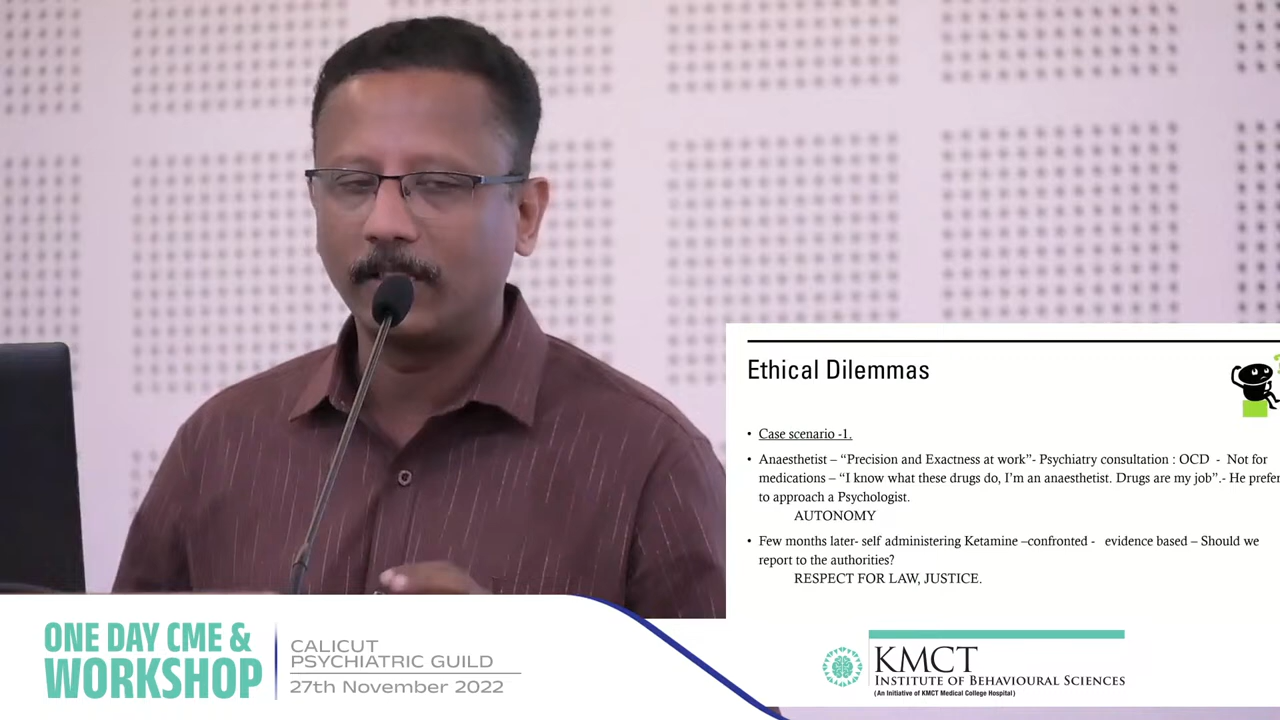 Ethical Dilemmas
• Case scenario -1.
• Anaesthetist – “Precision and Exactness at work”- Psychiatry consultation : OCD - Not for
medications – “I know what these drugs do, I’m an anaesthetist. Drugs are my job”.- He prefer
to approach a Psychologist.
AUTONOMY
• Few months later- self administering Ketamine –confronted - evidence based – Should we
report to the authorities?
RESPECT FOR LAW, JUSTICE.
ONE DAY CME &
WORKSHOP
CALICUT
PSYCHIATRIC GUILD
27th November 2022
KMCT
INSTITUTE OF BEHAVIOURAL SCIENCES
(An Initiative of KMCT Medical College Hospital)